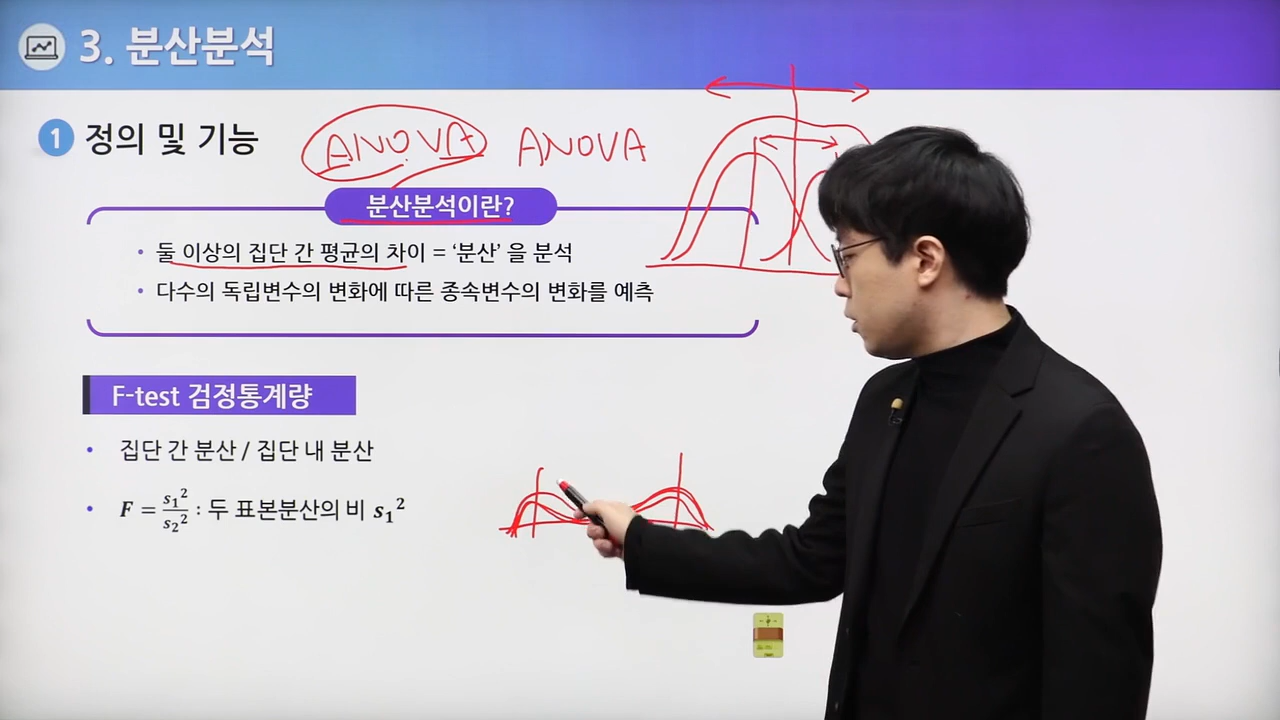 3. 분산분석
1 정의 및 기능
ANOVA ANOVA
분산분석이란?
• 둘 이상의 집단 간 평균의 차이 = ‘분산’ 을 분석
• 다수의 독립변수의 변화에 따른 종속변수의 변화를 예측
F-test 검정통계량
• 집단 간 분산 / 집단 내 분산
• F = s₁²/s₂² : 두 표본분산의 비 s₁²